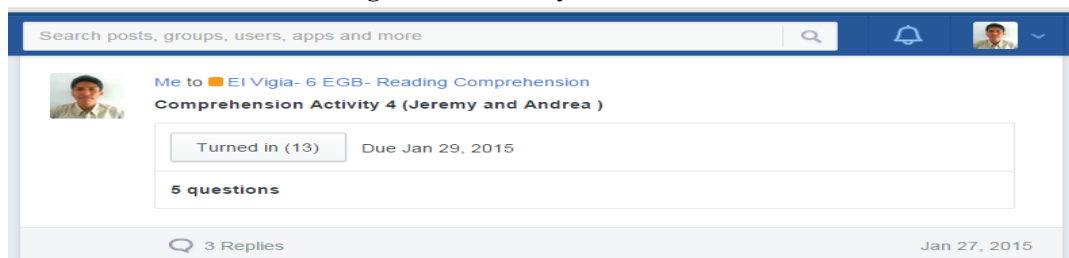 Search posts, groups, users, apps and more
Me to El Vigia- 6 EGB- Reading Comprehension
Comprehension Activity 4 (Jeremy and Andrea )
Turned in (13) Due Jan 29, 2015
5 questions
3 Replies Jan 27, 2015